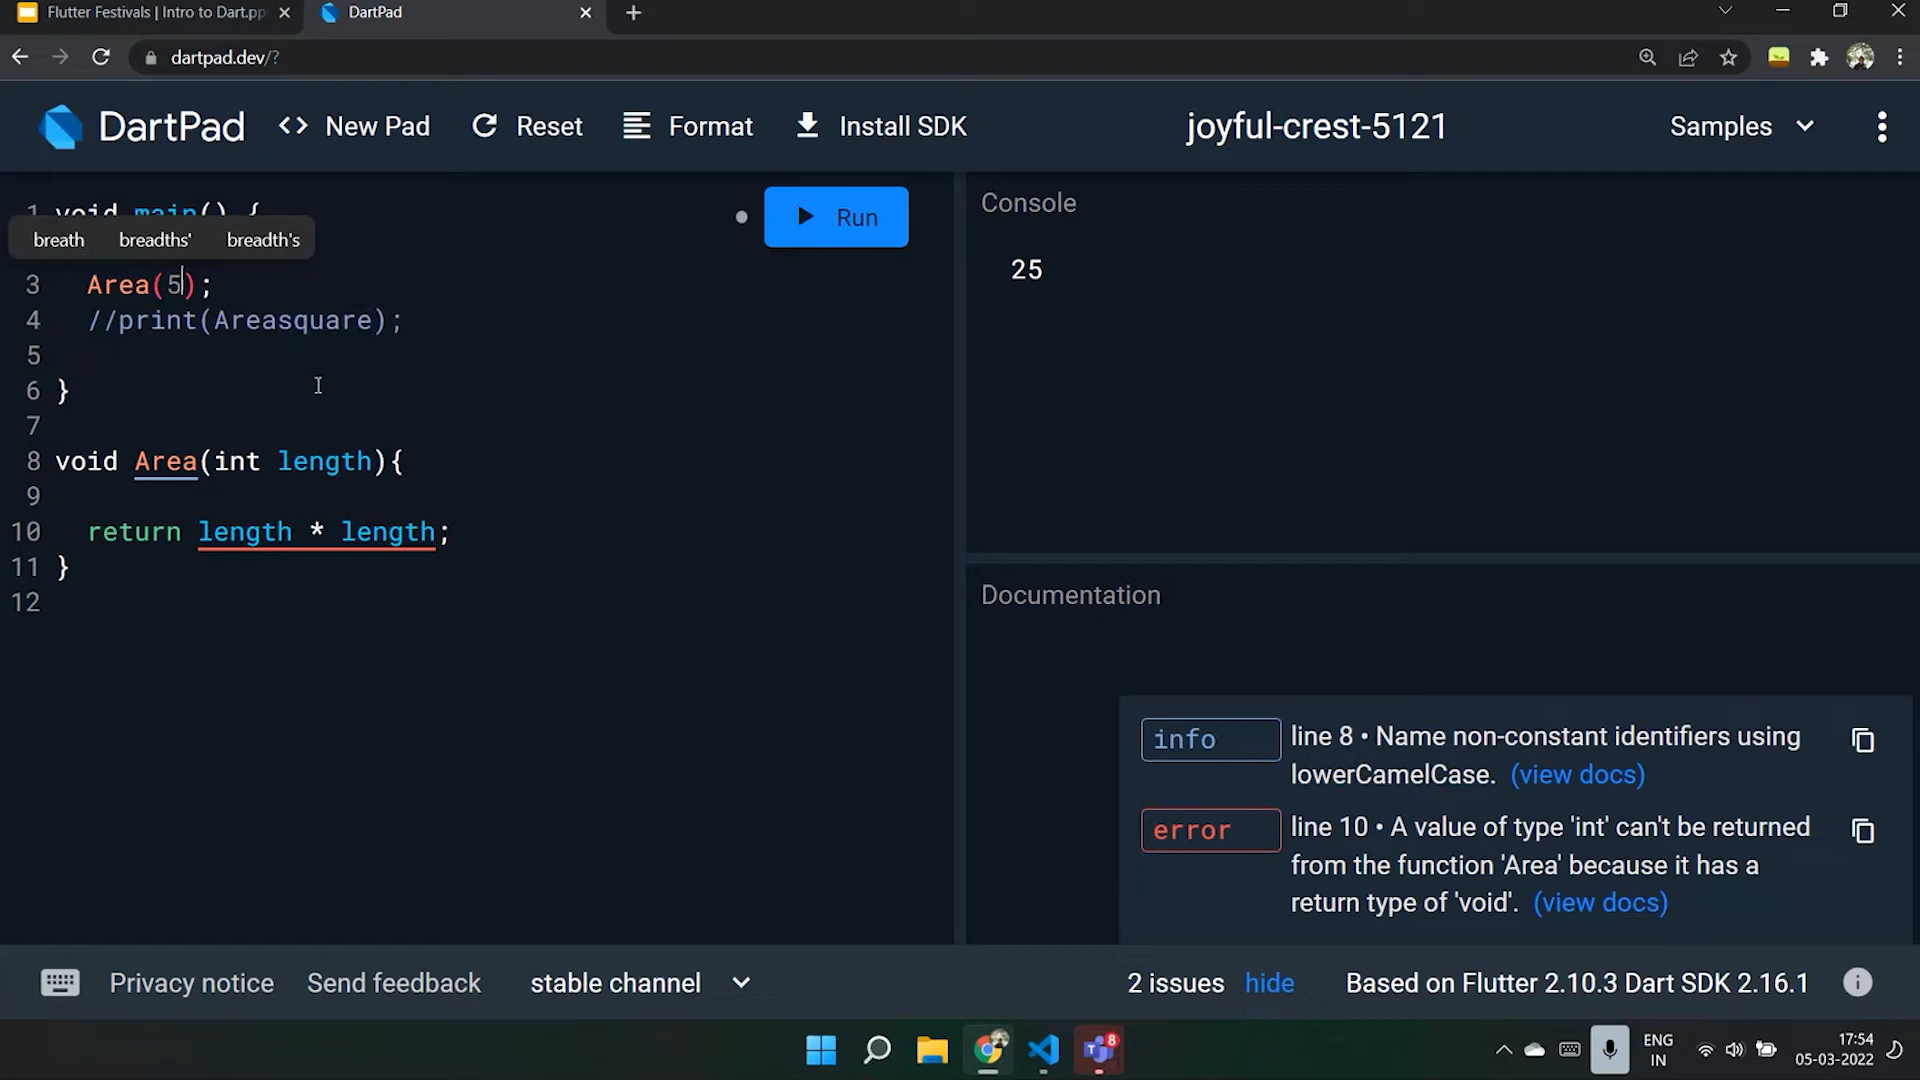 Flutter Festivals | Intro to Dart.pp
DartPad
dartpad.dev/?
DartPad
New Pad
Reset
Format
Install SDK
joyful-crest-5121
Samples
1 void main() {
breath breadths' breadth's
3 Area(5);
4 //print(Areasquare);
5
6 }
7
8 void Area(int length){
9
10 return length * length;
11 }
12
Run
Console
25
Documentation
info line 8 • Name non-constant identifiers using
lowerCamelCase. (view docs)
error line 10 • A value of type 'int' can't be returned
from the function 'Area' because it has a
return type of 'void'. (view docs)
Privacy notice Send feedback stable channel 2 issues hide Based on Flutter 2.10.3 Dart SDK 2.16.1
8
ENG
IN
17:54
05-03-2022